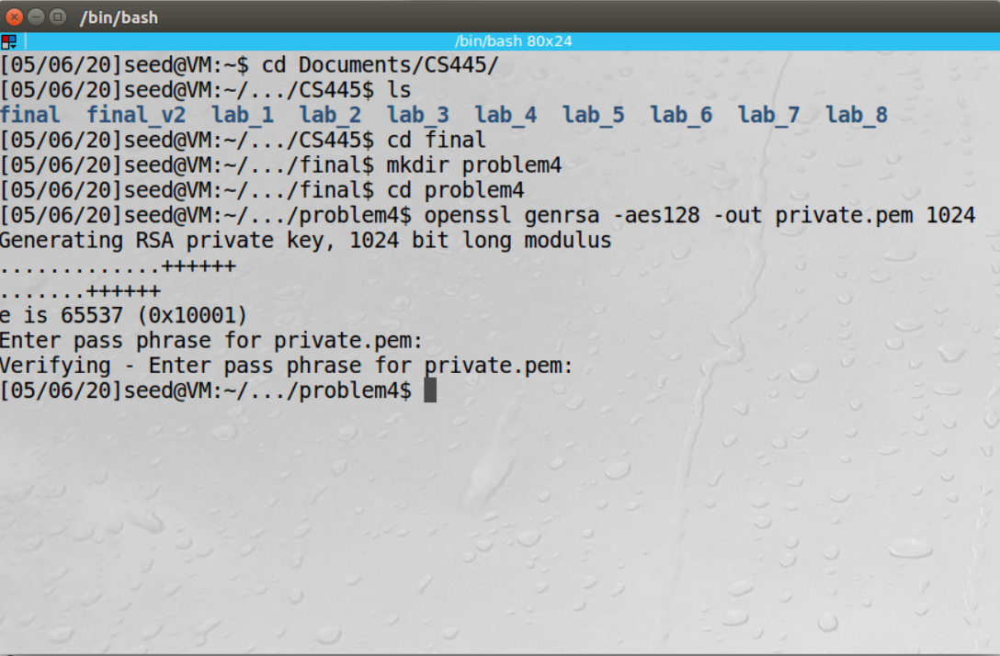 /bin/bash
/bin/bash 80x24
[05/06/20]seed@VM:~$ cd Documents/CS445/
[05/06/20]seed@VM:~/.../CS445$ ls
final  final_v2  lab_1  lab_2  lab_3  lab_4  lab_5  lab_6  lab_7  lab_8
[05/06/20]seed@VM:~/.../CS445$ cd final
[05/06/20]seed@VM:~/.../final$ mkdir problem4
[05/06/20]seed@VM:~/.../final$ cd problem4
[05/06/20]seed@VM:~/.../problem4$ openssl genrsa -aes128 -out private.pem 1024
Generating RSA private key, 1024 bit long modulus
.............++++++
.......++++++
e is 65537 (0x10001)
Enter pass phrase for private.pem:
Verifying - Enter pass phrase for private.pem:
[05/06/20]seed@VM:~/.../problem4$